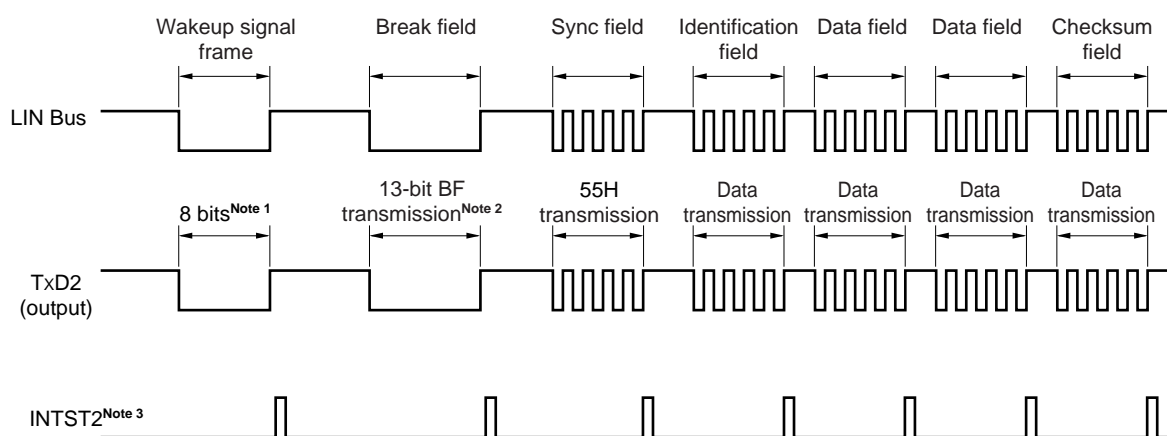 Wakeup signal frame
Break field
Sync field
Identification field
Data field
Data field
Checksum field
LIN Bus
8 bitsNote 1
13-bit BF transmissionNote 2
55H transmission
Data transmission
Data transmission
Data transmission
Data transmission
TxD2 (output)
INTST2Note 3